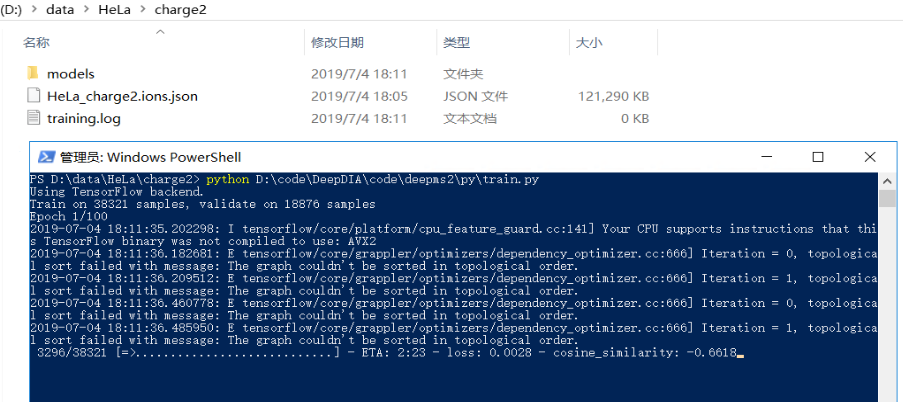 (D:) > data > HeLa > charge2
名称 修改日期 类型 大小
models 2019/7/4 18:11 文件夹
HeLa_charge2.ions.json 2019/7/4 18:05 JSON 文件 121,290 KB
training.log 2019/7/4 18:11 文本文档 0 KB
管理员: Windows PowerShell
PS D:\data\HeLa\charge2> python D:\code\DeepDIA\code\deepms2\py\train.py
Using TensorFlow backend.
Train on 38321 samples, validate on 18876 samples
Epoch 1/100
2019-07-04 18:11:35.202298: I tensorflow/core/platform/cpu_feature_guard.cc:141] Your CPU supports instructions that thi
s TensorFlow binary was not compiled to use: AVX2
2019-07-04 18:11:36.182681: E tensorflow/core/grappler/optimizers/dependency_optimizer.cc:666] Iteration = 0, topologica
l sort failed with message: The graph couldn't be sorted in topological order.
2019-07-04 18:11:36.209512: E tensorflow/core/grappler/optimizers/dependency_optimizer.cc:666] Iteration = 1, topologica
l sort failed with message: The graph couldn't be sorted in topological order.
2019-07-04 18:11:36.460778: E tensorflow/core/grappler/optimizers/dependency_optimizer.cc:666] Iteration = 0, topologica
l sort failed with message: The graph couldn't be sorted in topological order.
2019-07-04 18:11:36.485950: E tensorflow/core/grappler/optimizers/dependency_optimizer.cc:666] Iteration = 1, topologica
l sort failed with message: The graph couldn't be sorted in topological order.
3296/38321 [=>............................] - ETA: 2:23 - loss: 0.0028 - cosine_similarity: -0.6618